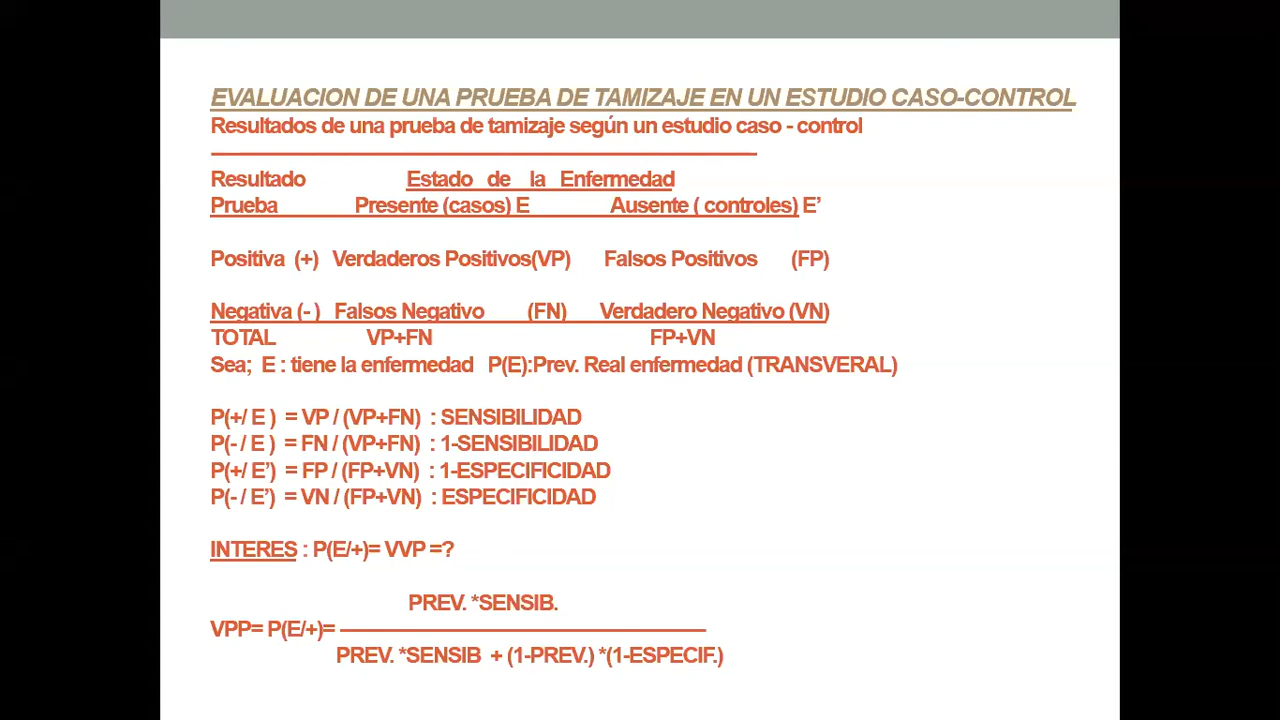 EVALUACION DE UNA PRUEBA DE TAMIZAJE EN UN ESTUDIO CASO-CONTROL
Resultados de una prueba de tamizaje según un estudio caso - control
Resultado Estado de la Enfermedad
Prueba Presente (casos) E Ausente ( controles) E’
Positiva (+) Verdaderos Positivos(VP) Falsos Positivos (FP)
Negativa (- ) Falsos Negativo (FN) Verdadero Negativo (VN)
TOTAL VP+FN FP+VN
Sea; E : tiene la enfermedad P(E):Prev. Real enfermedad (TRANSVERAL)
P(+/ E ) = VP / (VP+FN) : SENSIBILIDAD
P(- / E ) = FN / (VP+FN) : 1-SENSIBILIDAD
P(+/ E’) = FP / (FP+VN) : 1-ESPECIFICIDAD
P(- / E’) = VN / (FP+VN) : ESPECIFICIDAD
INTERES : P(E/+)= VVP =?
PREV. *SENSIB.
VPP= P(E/+)=
PREV. *SENSIB + (1-PREV.) *(1-ESPECIF.)